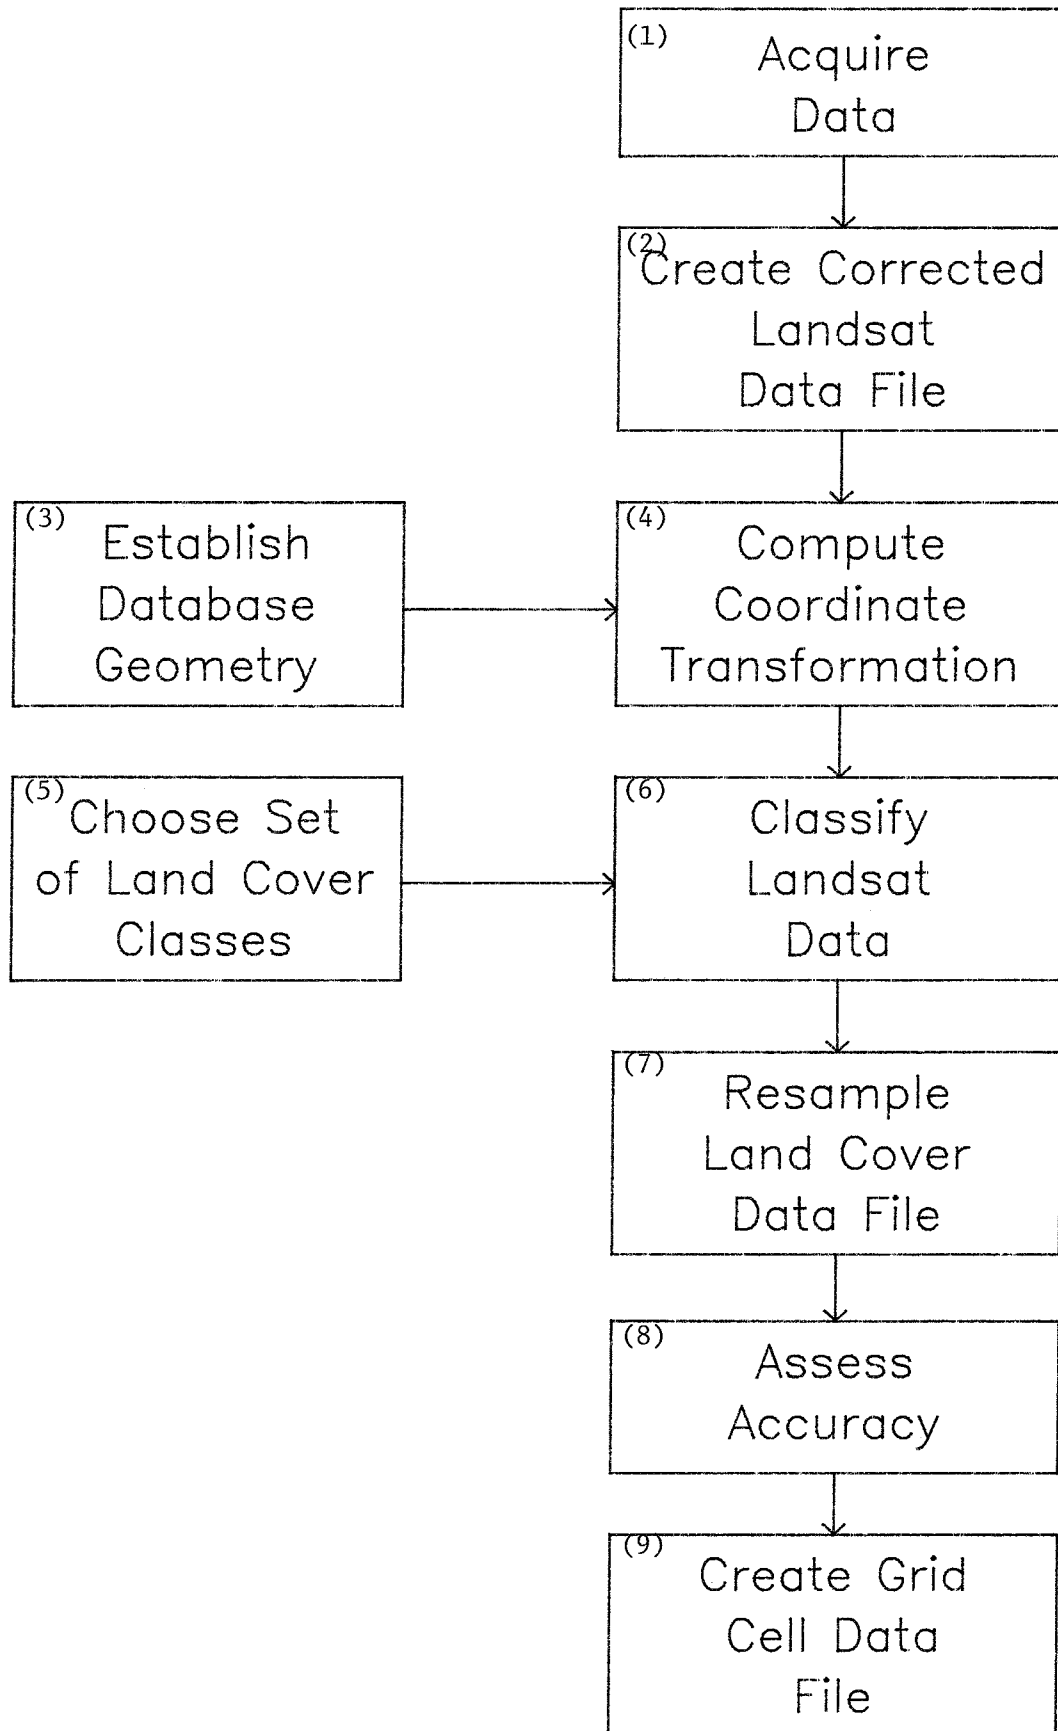 (1)
Acquire
Data
(2)
Create Corrected
Landsat
Data File
(3)
Establish
Database
Geometry
(4)
Compute
Coordinate
Transformation
(5)
Choose Set
of Land Cover
Classes
(6)
Classify
Landsat
Data
(7)
Resample
Land Cover
Data File
(8)
Assess
Accuracy
(9)
Create Grid
Cell Data
File